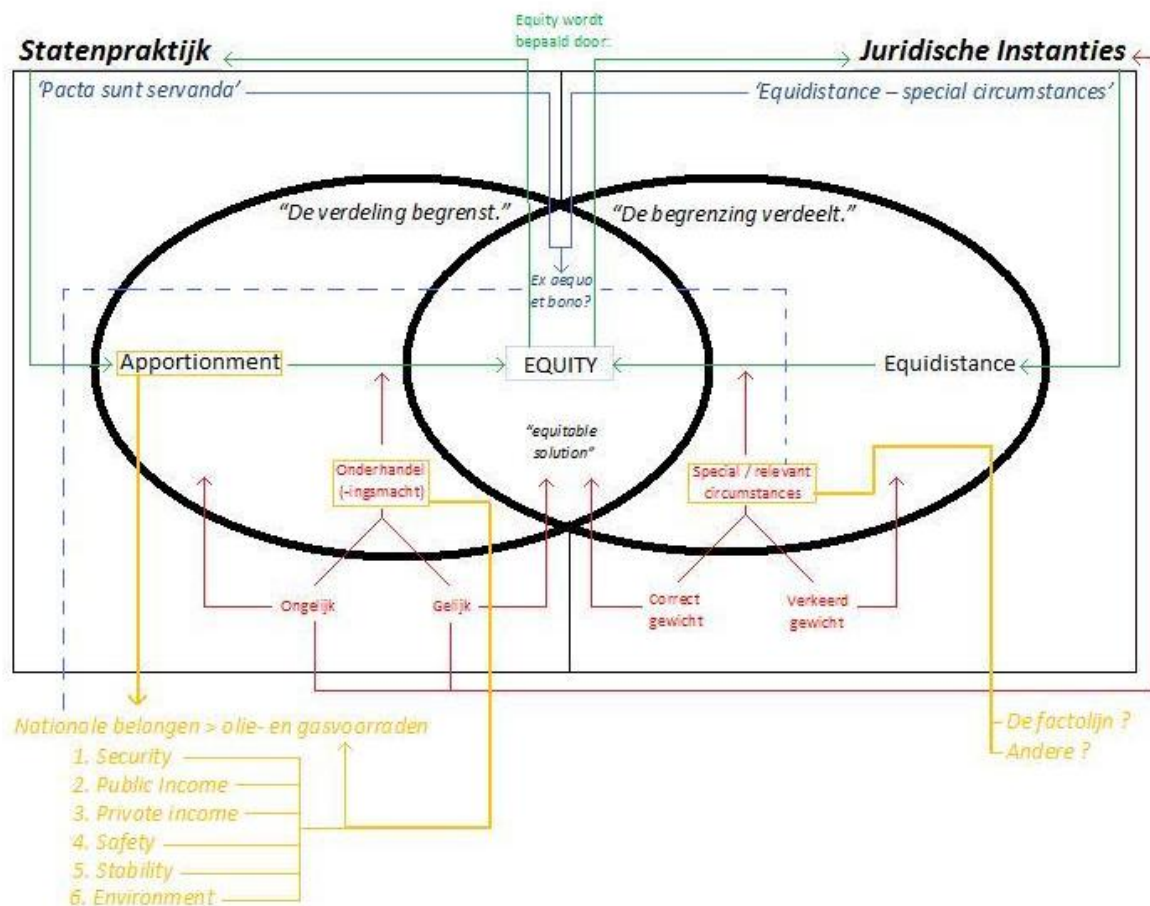 Equity wordt
bepaald door:
Statenpraktijk
Juridische Instanties
‘Pacta sunt servanda’
‘Equidistance – special circumstances’
“De verdeling begrenst.”
“De begrenzing verdeelt.”
Ex aequo
et bono?
Apportionment
EQUITY
Equidistance
“equitable
solution”
Onderhandel
(-ingsmacht)
Special / relevant
circumstances
Ongelijk
Gelijk
Correct
gewicht
Verkeerd
gewicht
Nationale belangen > olie- en gasvoorraden
1. Security
2. Public Income
3. Private income
4. Safety
5. Stability
6. Environment
De factolijn ?
Andere ?